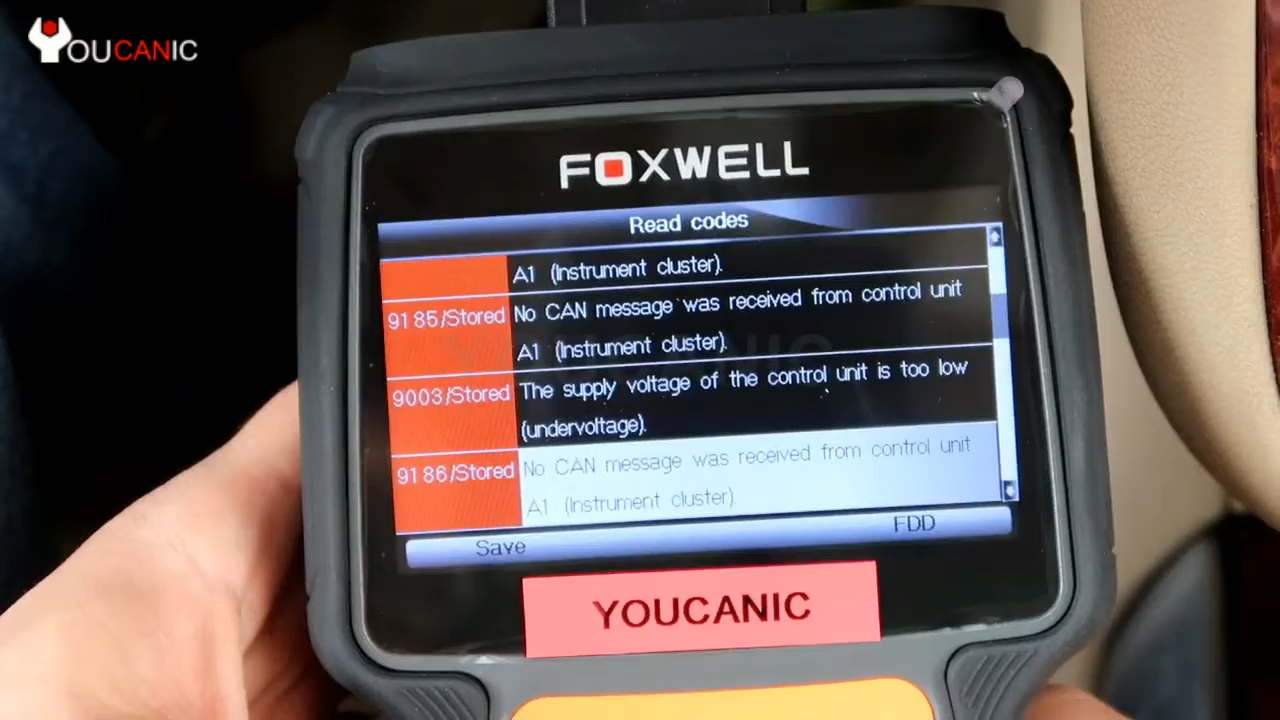 YOUCANIC
FOXWELL
Read codes
A1 (Instrument cluster).
9185/Stored No CAN message was received from control unit
A1 (Instrument cluster).
9003/Stored The supply voltage of the control unit is too low
(undervoltage).
9186/Stored No CAN message was received from control unit
A1 (Instrument cluster).
Save FDD
YOUCANIC